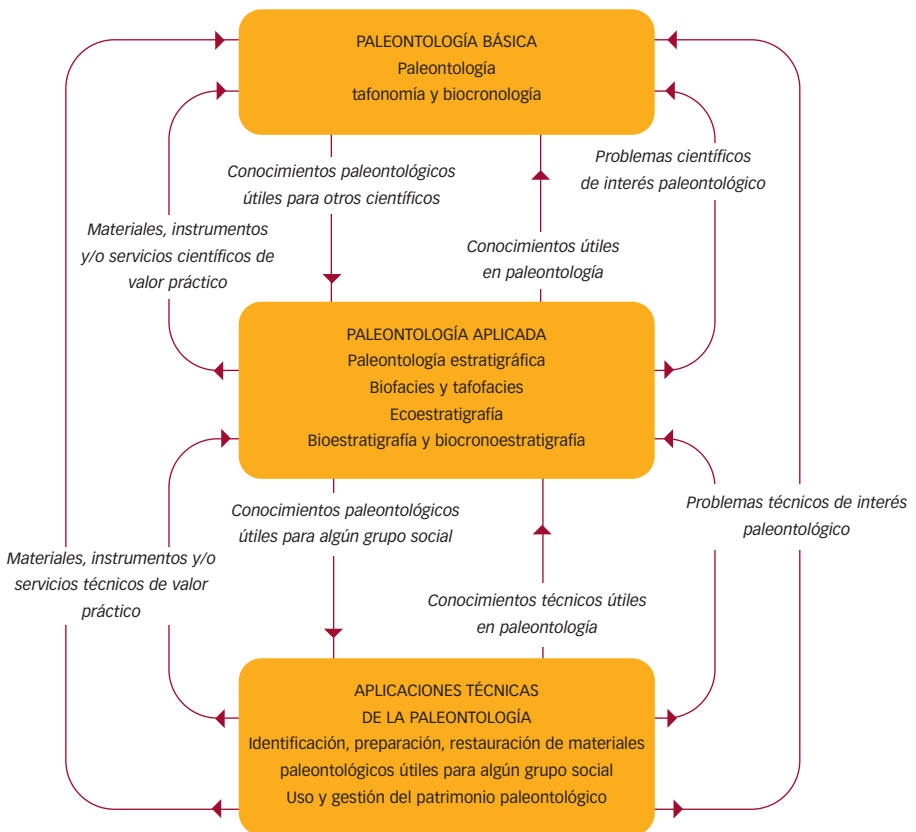 PALEONTOLOGÍA BÁSICA
Paleontología
tafonomía y biocronología
Conocimientos paleontológicos
útiles para otros científicos
Problemas científicos
de interés paleontológico
Materiales, instrumentos
y/o servicios científicos de
valor práctico
Conocimientos útiles
en paleontología
PALEONTOLOGÍA APLICADA
Paleontología estratigráfica
Biofacies y tafofacies
Ecoestratigrafía
Bioestratigrafía y biocronoestratigrafía
Conocimientos paleontológicos
útiles para algún grupo social
Problemas técnicos de interés
paleontológico
Materiales, instrumentos y/o
servicios técnicos de valor
práctico
Conocimientos técnicos útiles
en paleontología
APLICACIONES TÉCNICAS
DE LA PALEONTOLOGÍA
Identificación, preparación, restauración de materiales
paleontológicos útiles para algún grupo social
Uso y gestión del patrimonio paleontológico